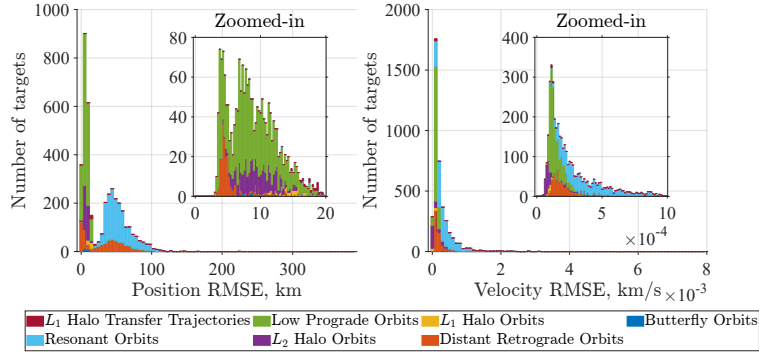 Zoomed-in
Zoomed-in
Number of targets
1000
800
600
400
200
0
80
60
40
20
0
0
10
20
0
100
200
300
Position RMSE, km
Number of targets
2000
1500
1000
500
0
400
300
200
100
0
0
5
10
×10⁻⁴
0
2
4
6
8
Velocity RMSE, km/s
×10⁻³
L₁ Halo Transfer Trajectories
Low Prograde Orbits
L₁ Halo Orbits
Butterfly Orbits
Resonant Orbits
L₂ Halo Orbits
Distant Retrograde Orbits